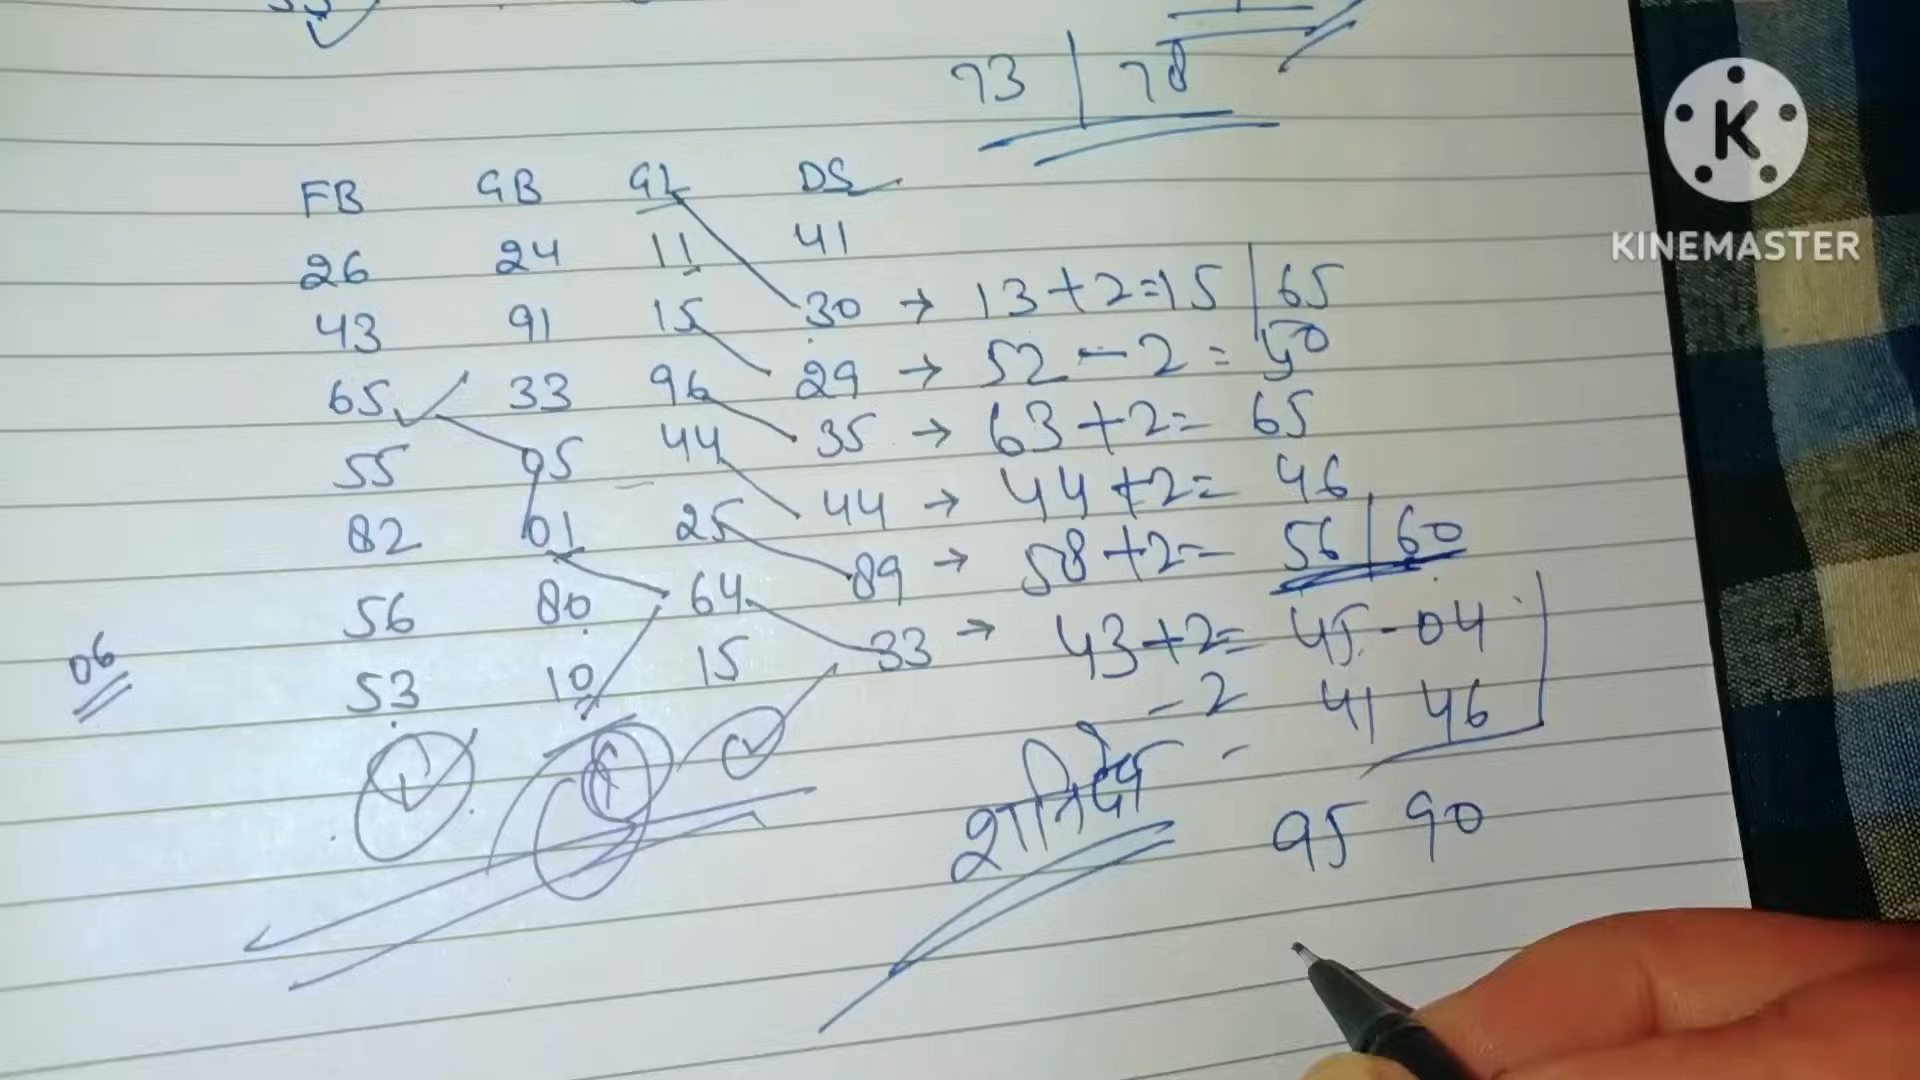 73 | 78
K
KINEMASTER
FB GB GL DS
26 24 11 41
43 91 15 30 → 13+2=15 | 65
65 33 96 29 → 52-2=50
55 95 44 35 → 63+2=65
82 01 25 44 → 44+2=46
56 80 64 89 → 58+2=56 | 60
06
53 10 15 33 → 43+2=45-04
-2 41 46
95 90